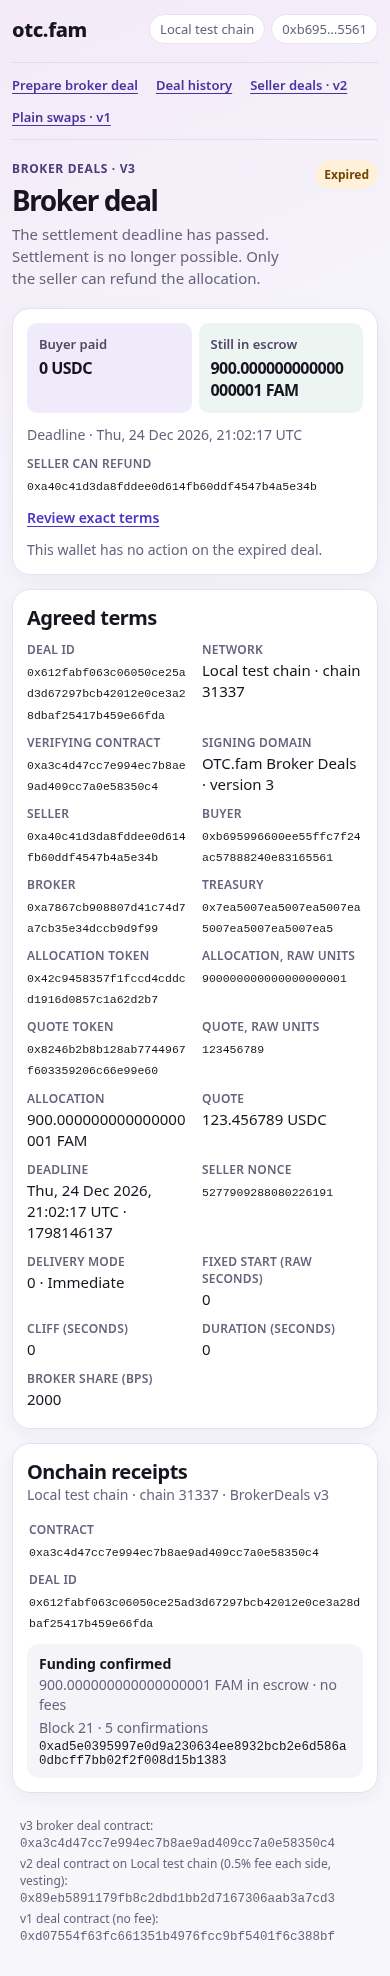 otc.fam
Local test chain
0xb695…5561
Prepare broker deal
Deal history
Seller deals · v2
Plain swaps · v1
BROKER DEALS · V3
Expired
Broker deal
The settlement deadline has passed.
Settlement is no longer possible. Only
the seller can refund the allocation.
Buyer paid
0 USDC
Still in escrow
900.000000000000
000001 FAM
Deadline · Thu, 24 Dec 2026, 21:02:17 UTC
SELLER CAN REFUND
0xa40c41d3da8fddee0d614fb60ddf4547b4a5e34b
Review exact terms
This wallet has no action on the expired deal.
Agreed terms
DEAL ID
0x612fabf063c06050ce25a
d3d67297bcb42012e0ce3a2
8dbaf25417b459e66fda
NETWORK
Local test chain · chain
31337
VERIFYING CONTRACT
0xa3c4d47cc7e994ec7b8ae
9ad409cc7a0e58350c4
SIGNING DOMAIN
OTC.fam Broker Deals
· version 3
SELLER
0xa40c41d3da8fddee0d614
fb60ddf4547b4a5e34b
BUYER
0xb695996600ee55ffc7f24
ac57888240e83165561
BROKER
0xa7867cb908807d41c74d7
a7cb35e34dccb9d9f99
TREASURY
0x7ea5007ea5007ea5007ea
5007ea5007ea5007ea5
ALLOCATION TOKEN
0x42c9458357f1fccd4cddc
d1916d0857c1a62d2b7
ALLOCATION, RAW UNITS
900000000000000000001
QUOTE TOKEN
0x8246b2b8b128ab7744967
f603359206c66e99e60
QUOTE, RAW UNITS
123456789
ALLOCATION
900.000000000000000
001 FAM
QUOTE
123.456789 USDC
DEADLINE
Thu, 24 Dec 2026,
21:02:17 UTC ·
1798146137
SELLER NONCE
5277909288080226191
DELIVERY MODE
0 · Immediate
FIXED START (RAW
SECONDS)
0
CLIFF (SECONDS)
0
DURATION (SECONDS)
0
BROKER SHARE (BPS)
2000
Onchain receipts
Local test chain · chain 31337 · BrokerDeals v3
CONTRACT
0xa3c4d47cc7e994ec7b8ae9ad409cc7a0e58350c4
DEAL ID
0x612fabf063c06050ce25ad3d67297bcb42012e0ce3a28d
baf25417b459e66fda
Funding confirmed
900.000000000000000001 FAM in escrow · no
fees
Block 21 · 5 confirmations
0xad5e0395997e0d9a230634ee8932bcb2e6d586a
0dbcff7bb02f2f008d15b1383
v3 broker deal contract:
0xa3c4d47cc7e994ec7b8ae9ad409cc7a0e58350c4
v2 deal contract on Local test chain (0.5% fee each side,
vesting):
0x89eb5891179fb8c2dbd1bb2d7167306aab3a7cd3
v1 deal contract (no fee):
0xd07554f63fc661351b4976fcc9bf5401f6c388bf